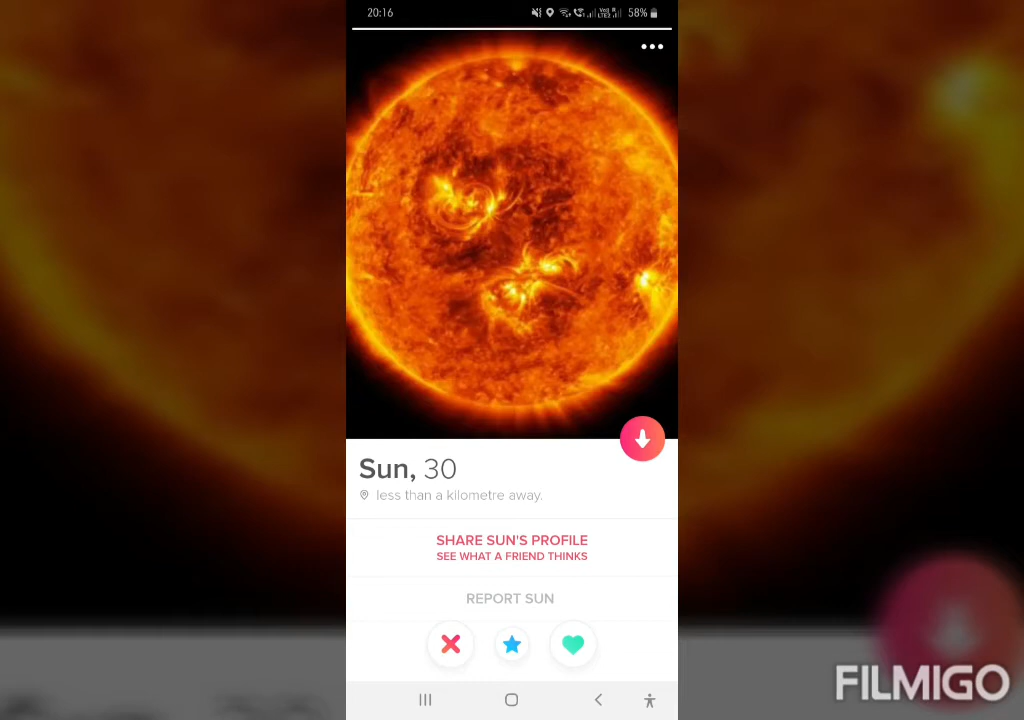 20:16
58%
Sun, 30
less than a kilometre away.
SHARE SUN'S PROFILE
SEE WHAT A FRIEND THINKS
REPORT SUN
FILMIGO